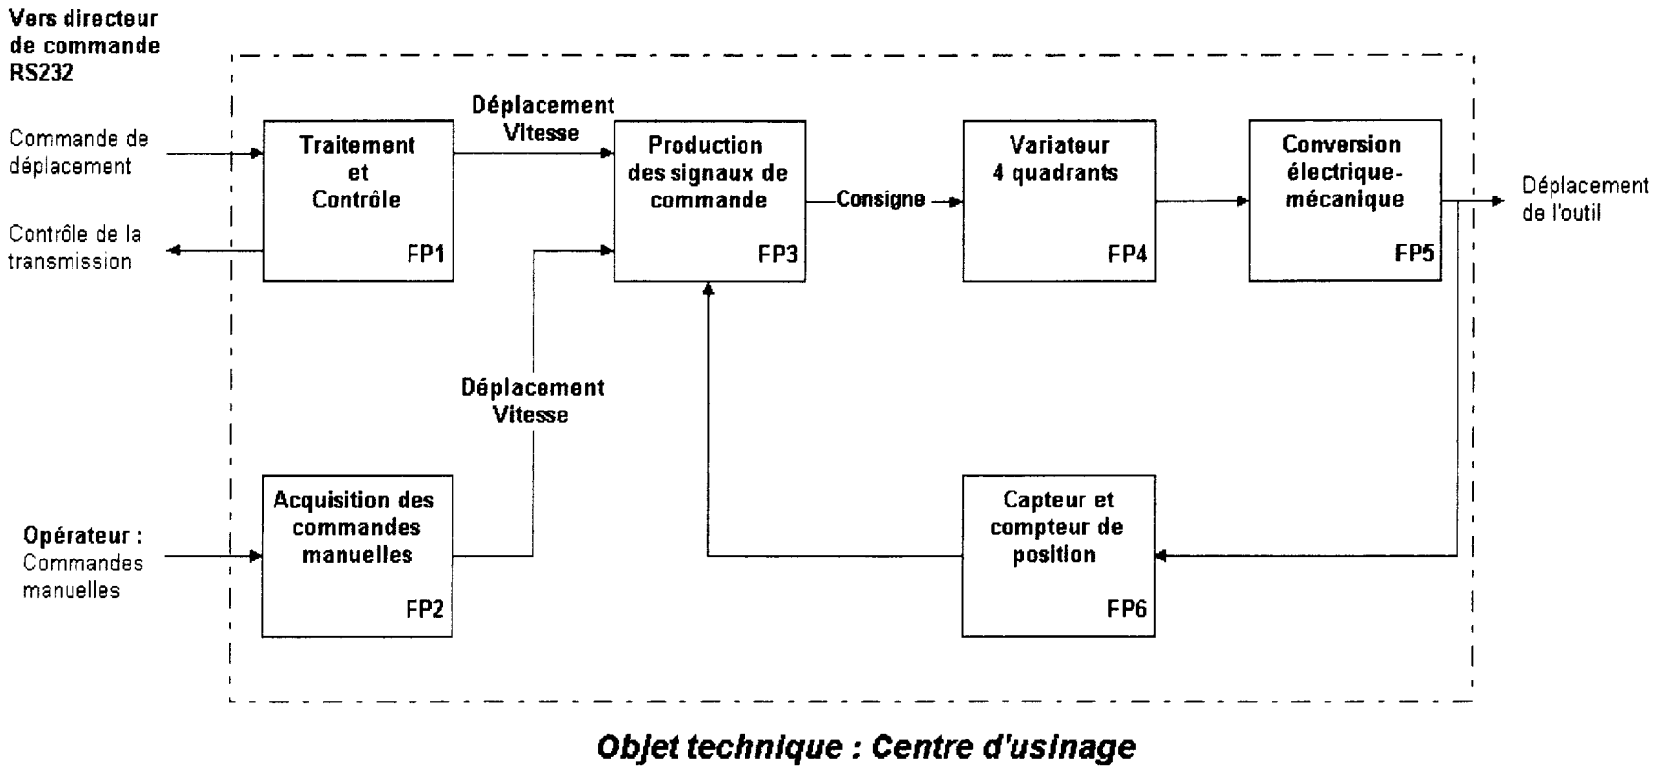 Vers directeur
de commande
RS232
Commande de
déplacement
Contrôle de la
transmission
Traitement
et
Contrôle
FP1
Déplacement
Vitesse
Production
des signaux de
commande
FP3
Consigne
Variateur
4 quadrants
FP4
Conversion
électrique-
mécanique
FP5
Déplacement
de l'outil
Déplacement
Vitesse
Opérateur :
Commandes
manuelles
Acquisition des
commandes
manuelles
FP2
Capteur et
compteur de
position
FP6
Objet technique : Centre d'usinage